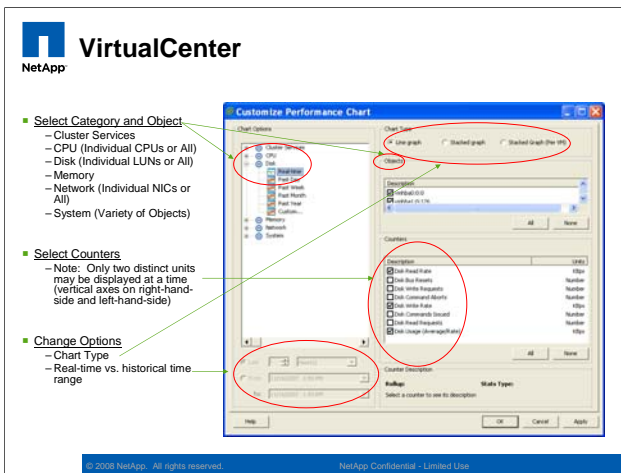 NetApp
VirtualCenter
Select Category and Object
– Cluster Services
– CPU (Individual CPUs or All)
– Disk (Individual LUNs or All)
– Memory
– Network (Individual NICs or
All)
– System (Variety of Objects)
Select Counters
– Note: Only two distinct units
may be displayed at a time
(vertical axes on right-hand-
side and left-hand-side)
Change Options
– Chart Type
– Real-time vs. historical time
range
Customize Performance Chart
Chart Options
Cluster Services
CPU
Disk
Real-time
Past Day
Past Week
Past Month
Past Year
Custom...
Memory
Network
System
Chart Type
Line graph
Stacked graph
Stacked Graph (Per VM)
Objects
Description
All
None
Counters
Description
Units
Disk Read Rate
KBps
Disk Bus Resets
Number
Disk Write Requests
Number
Disk Command Aborts
Number
Disk Write Rate
KBps
Disk Commands Issued
Number
Disk Read Requests
Number
Disk Usage (Average/Rate)
KBps
All
None
Counter Description
Rollup:
Stats Type:
Select a counter to see its description
Last
From
To:
Help
OK
Cancel
Apply
© 2008 NetApp. All rights reserved.
NetApp Confidential - Limited Use